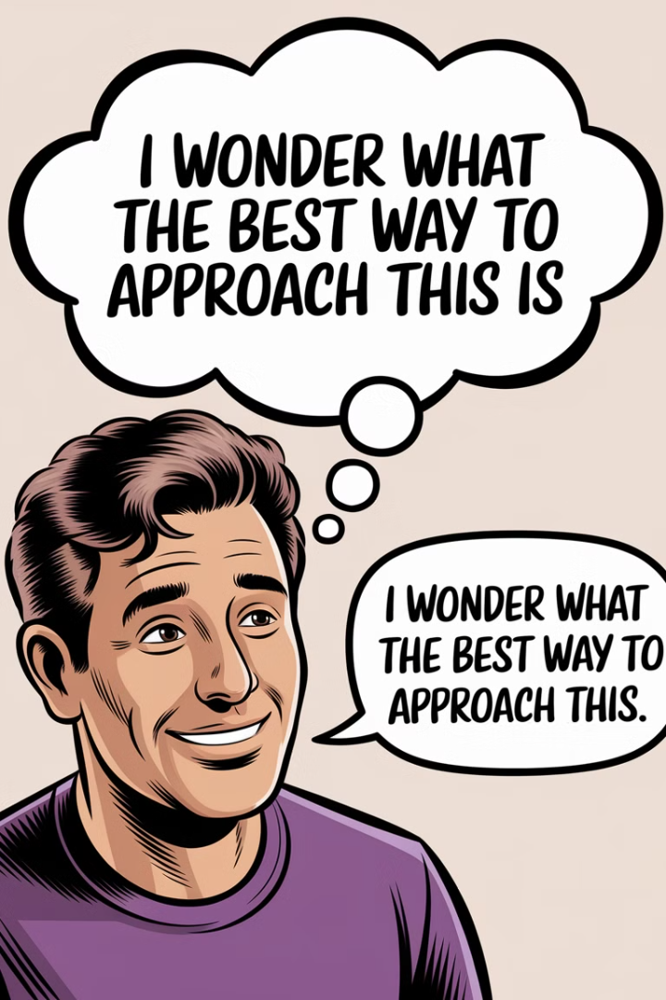 I WONDER WHAT
THE BEST WAY TO
APPROACH THIS IS
I WONDER WHAT
THE BEST WAY TO
APPROACH THIS.